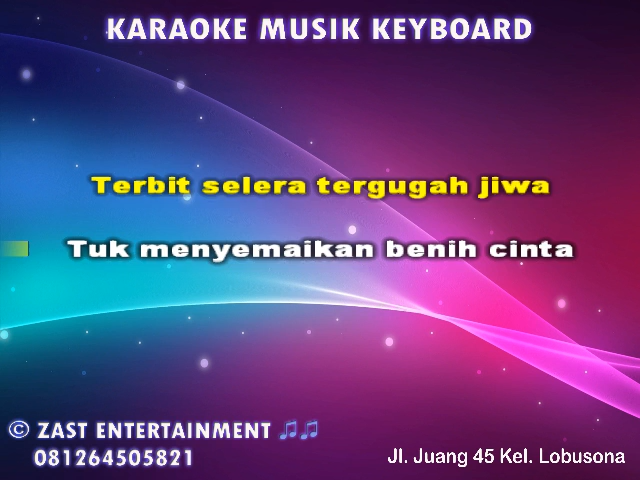 KARAOKE MUSIK KEYBOARD
Terbit selera tergugah jiwa
Tuk menyemaikan benih cinta
© ZAST ENTERTAINMENT 🎵🎵
081264505821
Jl. Juang 45 Kel. Lobusona